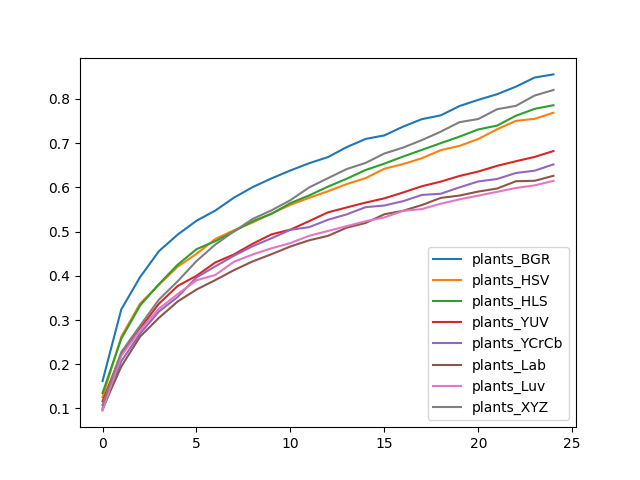 0.8
0.7
0.6
0.5
0.4
0.3
0.2
0.1
0 5 10 15 20 25
plants_BGR
plants_HSV
plants_HLS
plants_YUV
plants_YCrCb
plants_Lab
plants_Luv
plants_XYZ